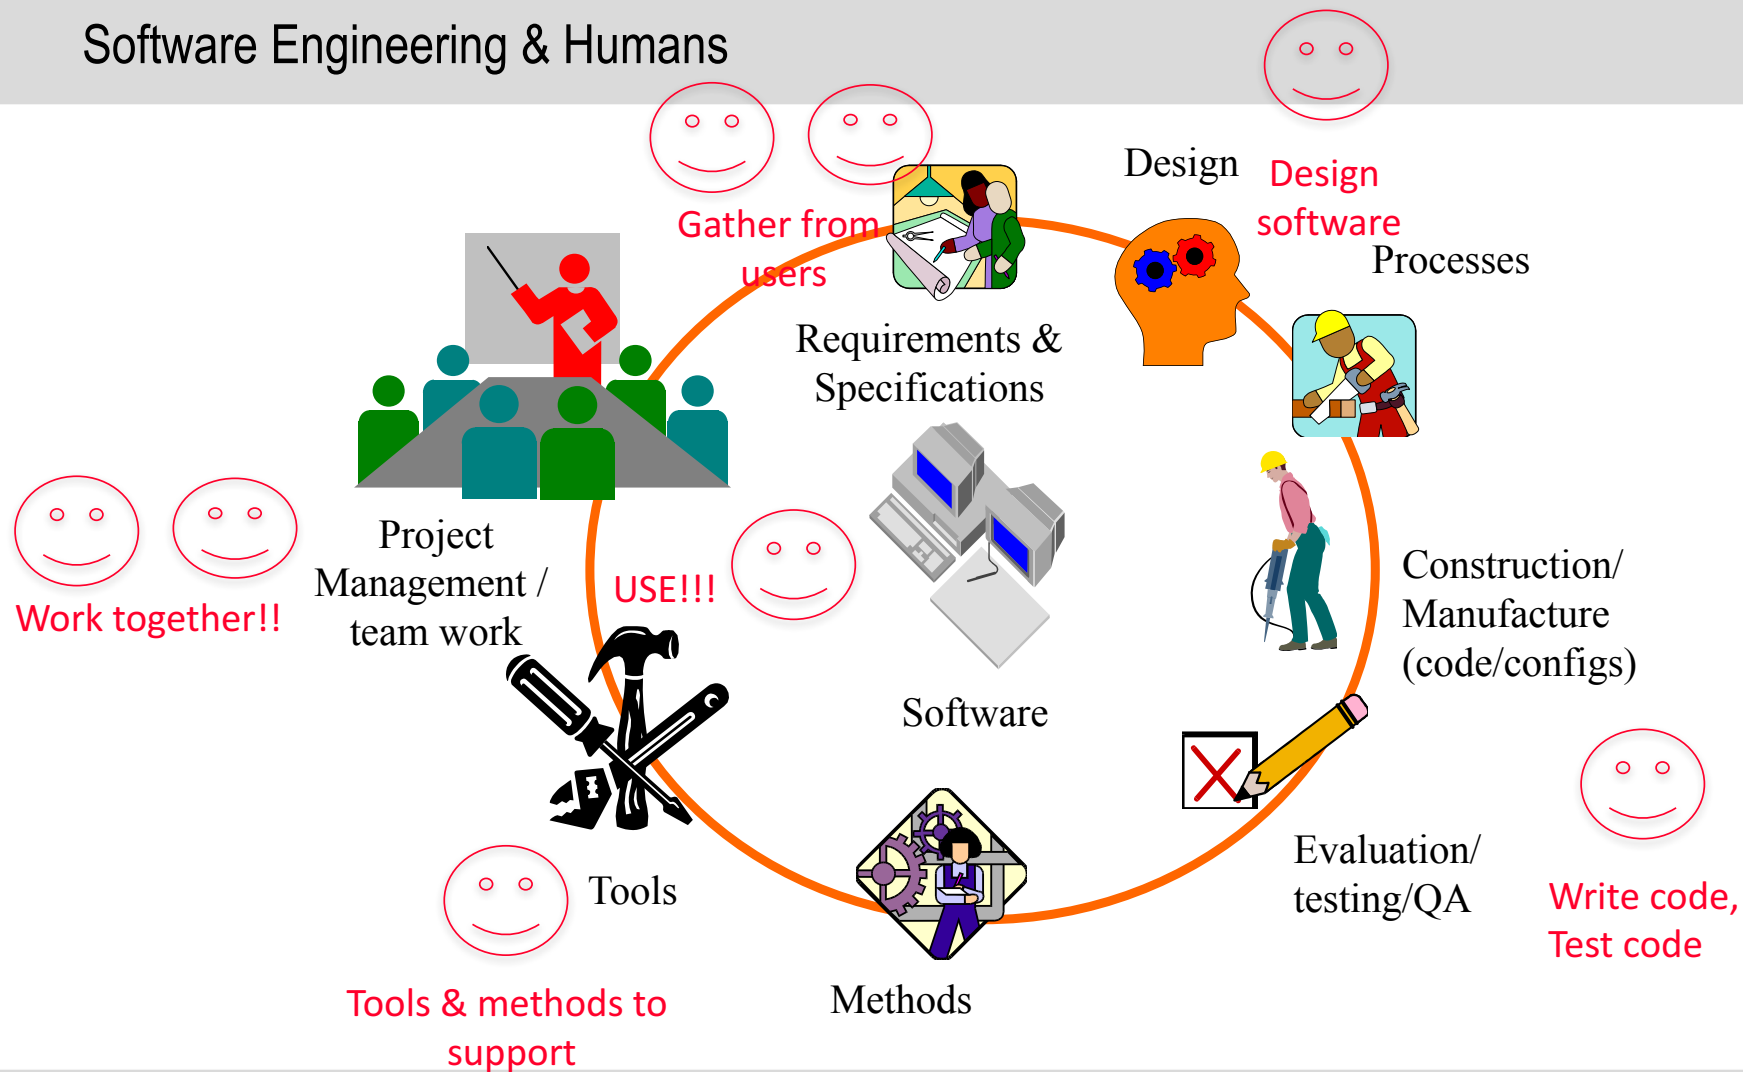 Software Engineering & Humans
Design
Design
software
Gather from
users
Processes
Requirements &
Specifications
Project
Management /
team work
Work together!!
USE!!!
Construction/
Manufacture
(code/configs)
Software
Evaluation/
testing/QA
Write code,
Test code
Tools
Methods
Tools & methods to
support